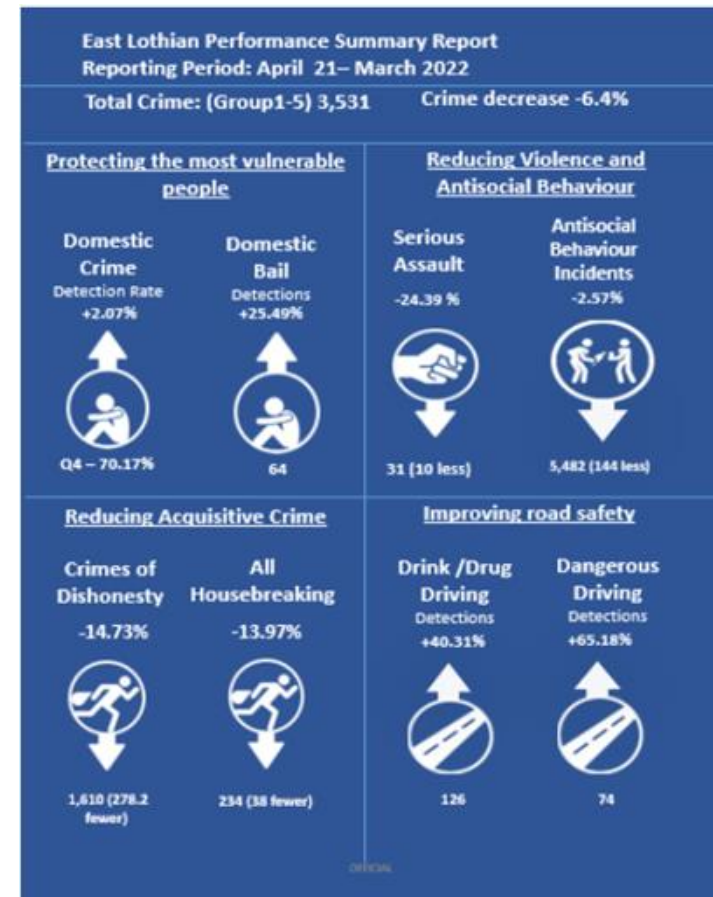 East Lothian Performance Summary Report
Reporting Period: April 21– March 2022
Total Crime: (Group1-5) 3,531
Crime decrease -6.4%
Protecting the most vulnerable
people
Domestic
Crime
Detection Rate
+2.07%
Q4 – 70.17%
Domestic
Bail
Detections
+25.49%
64
Reducing Violence and
Antisocial Behaviour
Serious
Assault
-24.39 %
31 (10 less)
Antisocial
Behaviour
Incidents
-2.57%
5,482 (144 less)
Reducing Acquisitive Crime
Crimes of
Dishonesty
-14.73%
1,610 (278.2
fewer)
All
Housebreaking
-13.97%
234 (38 fewer)
Improving road safety
Drink /Drug
Driving
Detections
+40.31%
126
Dangerous
Driving
Detections
+65.18%
74
OFFICIAL